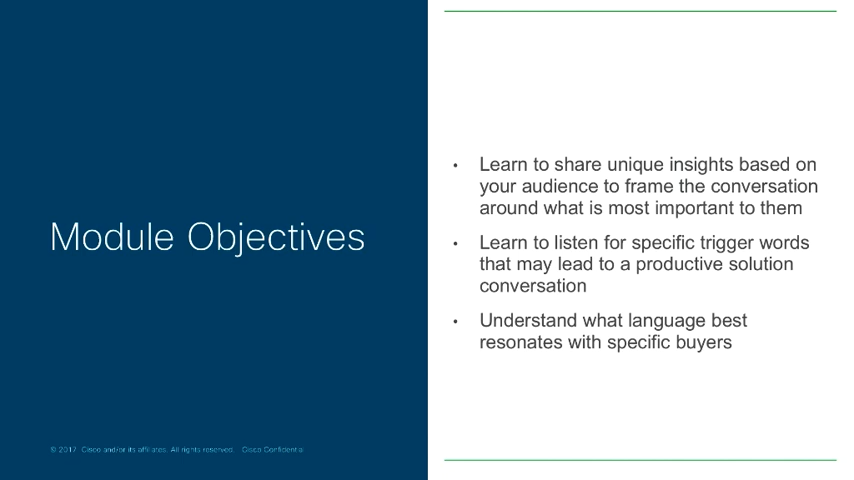 Module Objectives
• Learn to share unique insights based on
your audience to frame the conversation
around what is most important to them
• Learn to listen for specific trigger words
that may lead to a productive solution
conversation
• Understand what language best
resonates with specific buyers
© 2017 Cisco and/or its affiliates. All rights reserved. Cisco Confidential